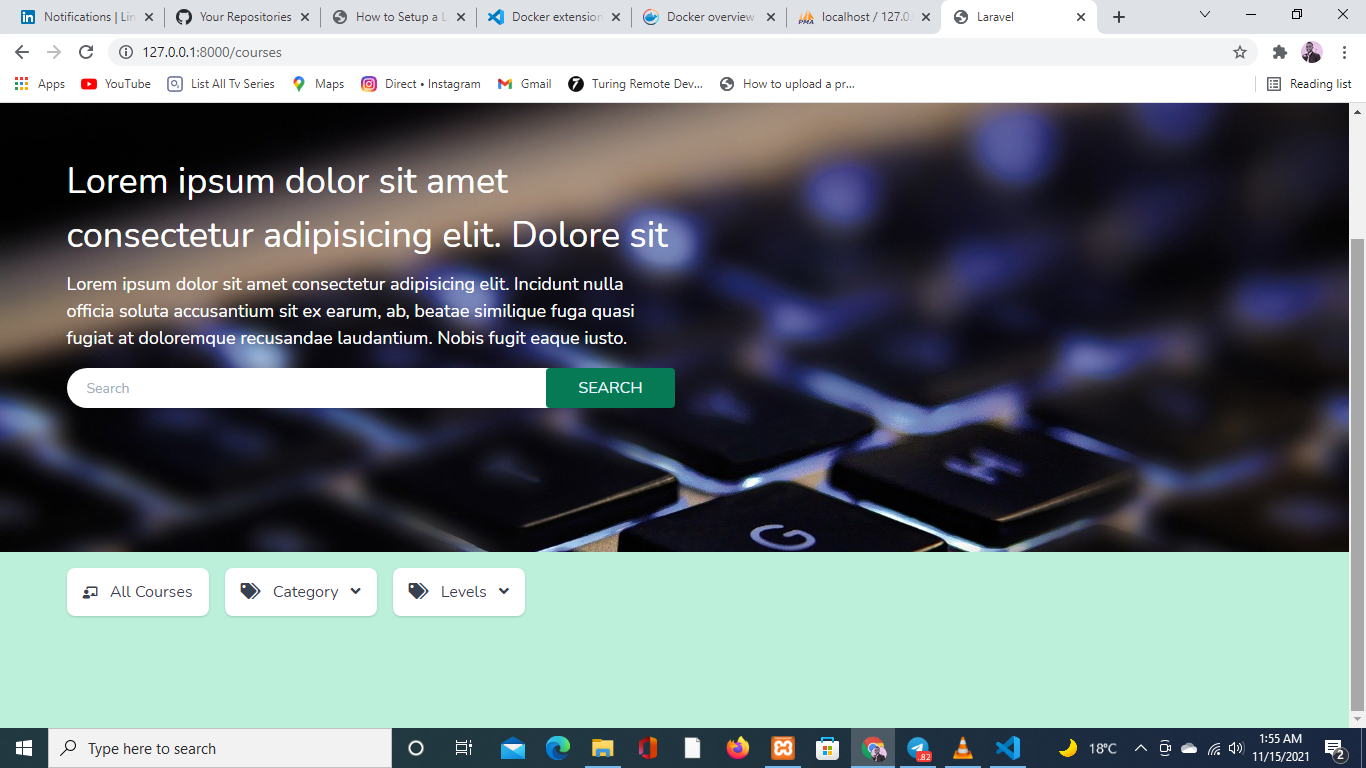 Notifications | Lin
Your Repositories
How to Setup a L
Docker extension
Docker overview
localhost / 127.0.
Laravel
127.0.0.1:8000/courses
Apps
YouTube
List All Tv Series
Maps
Direct • Instagram
Gmail
Turing Remote Dev...
How to upload a pr...
Reading list
Lorem ipsum dolor sit amet
consectetur adipisicing elit. Dolore sit
Lorem ipsum dolor sit amet consectetur adipisicing elit. Incidunt nulla
officia soluta accusantium sit ex earum, ab, beatae similique fuga quasi
fugiat at doloremque recusandae laudantium. Nobis fugit eaque iusto.
Search
SEARCH
H
G
All Courses
Category
Levels
Type here to search
82
18°C
1:55 AM
11/15/2021
2